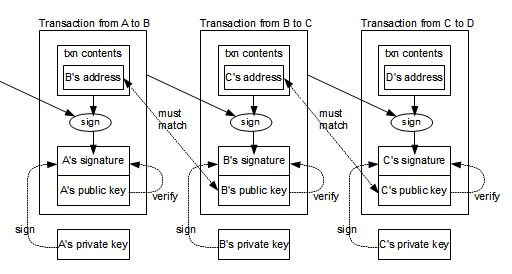 Transaction from A to B
txn contents
B's address
sign
A's signature
A's public key
verify
sign
A's private key
must
match
Transaction from B to C
txn contents
C's address
sign
B's signature
B's public key
verify
sign
B's private key
must
match
Transaction from C to D
txn contents
D's address
sign
C's signature
C's public key
verify
sign
C's private key